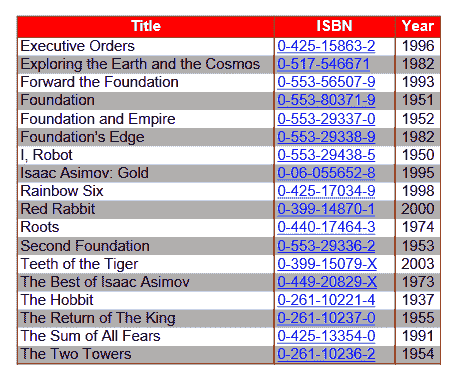 Title ISBN Year
Executive Orders 0-425-15863-2 1996
Exploring the Earth and the Cosmos 0-517-546671 1982
Forward the Foundation 0-553-56507-9 1993
Foundation 0-553-80371-9 1951
Foundation and Empire 0-553-29337-0 1952
Foundation's Edge 0-553-29338-9 1982
I, Robot 0-553-29438-5 1950
Isaac Asimov: Gold 0-06-055652-8 1995
Rainbow Six 0-425-17034-9 1998
Red Rabbit 0-399-14870-1 2000
Roots 0-440-17464-3 1974
Second Foundation 0-553-29336-2 1953
Teeth of the Tiger 0-399-15079-X 2003
The Best of Isaac Asimov 0-449-20829-X 1973
The Hobbit 0-261-10221-4 1937
The Return of The King 0-261-10237-0 1955
The Sum of All Fears 0-425-13354-0 1991
The Two Towers 0-261-10236-2 1954